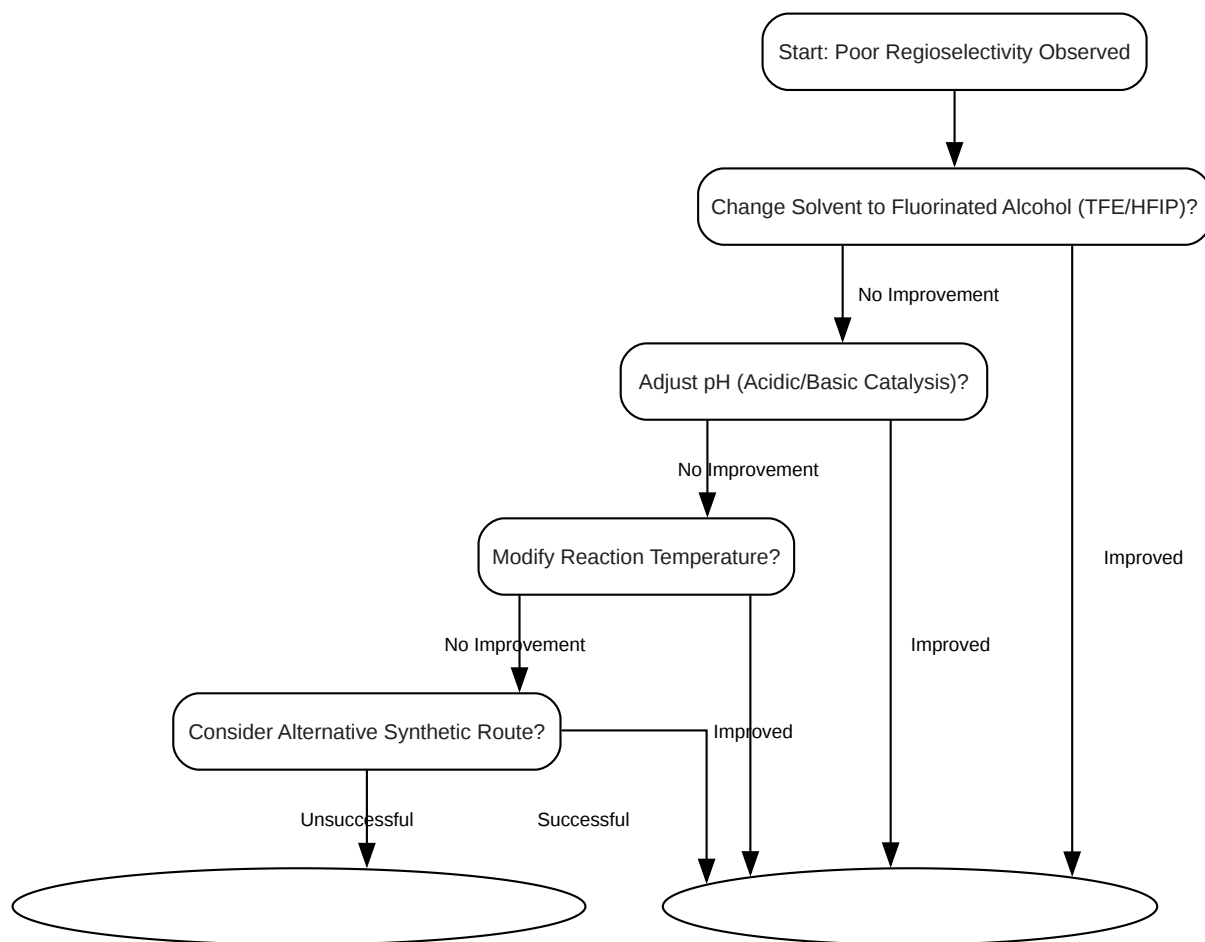 Start: Poor Regioselectivity Observed
Change Solvent to Fluorinated Alcohol (TFE/HFIP)?
No Improvement
Adjust pH (Acidic/Basic Catalysis)?
No Improvement
Modify Reaction Temperature?
Improved
No Improvement
Improved
Consider Alternative Synthetic Route?
Improved
Unsuccessful
Successful